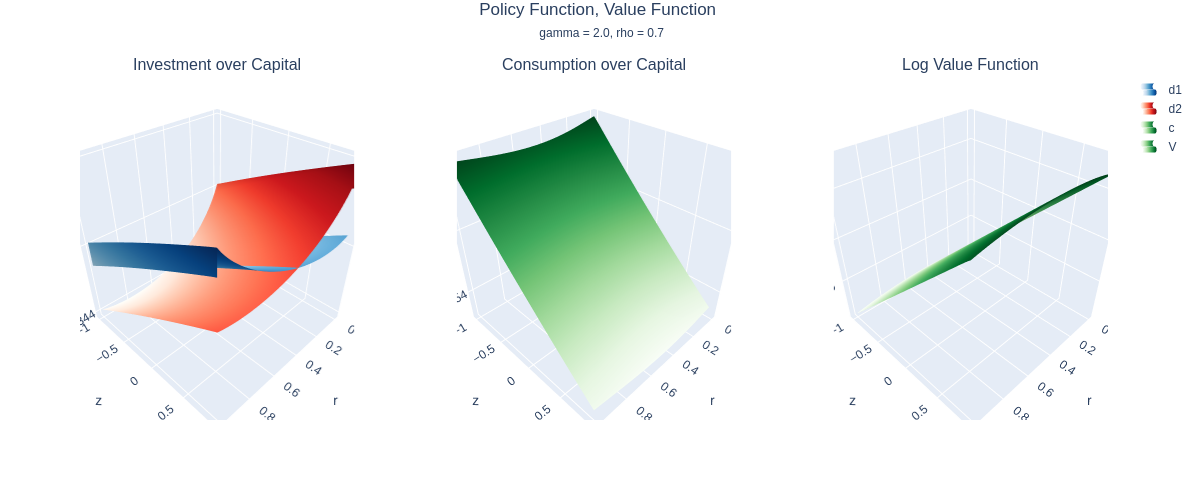 Policy Function, Value Function
gamma = 2.0, rho = 0.7
Investment over Capital
Consumption over Capital
Log Value Function
d1
d2
c
V
−1
−0.5
0
0.5
z
0.2
0.4
0.6
0.8
r
−1
−0.5
0
0.5
z
0
0.2
0.4
0.6
0.8
r
−1
−0.5
0
0.5
z
0.2
0.4
0.6
0.8
r